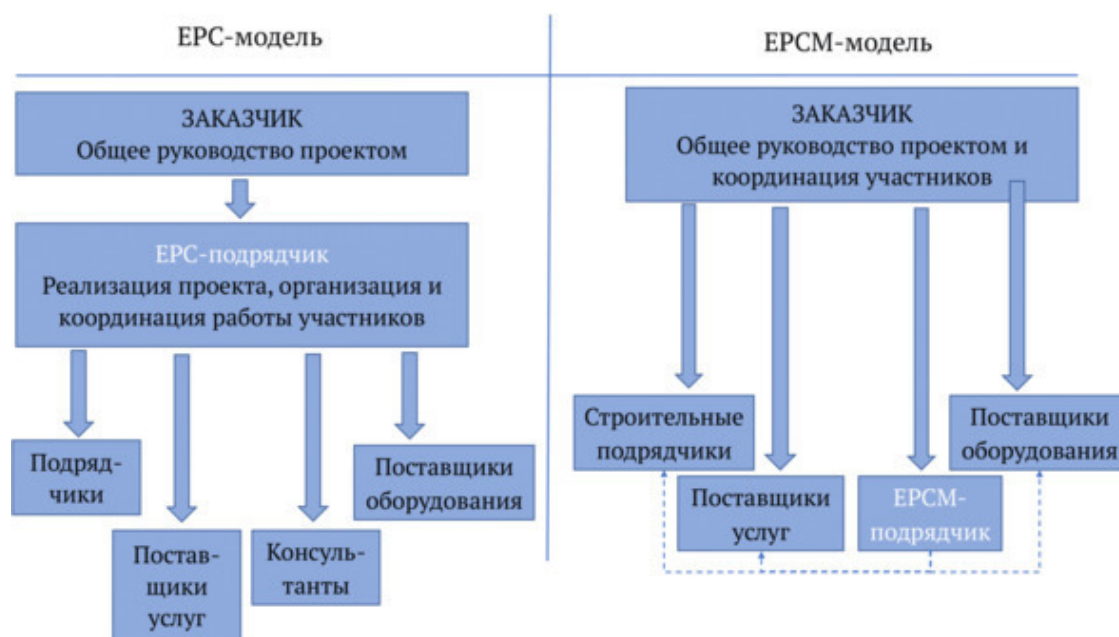 ЕРС-модель
ЗАКАЗЧИК
Общее руководство проектом
ЕРС-подрядчик
Реализация проекта, организация и
координация работы участников
Подряд-
чики
Постав-
щики
услуг
Консуль-
танты
Поставщики
оборудования
ЕРСМ-модель
ЗАКАЗЧИК
Общее руководство проектом и
координация участников
Строительные
подрядчики
Поставщики
услуг
ЕРСМ-
подрядчик
Поставщики
оборудования